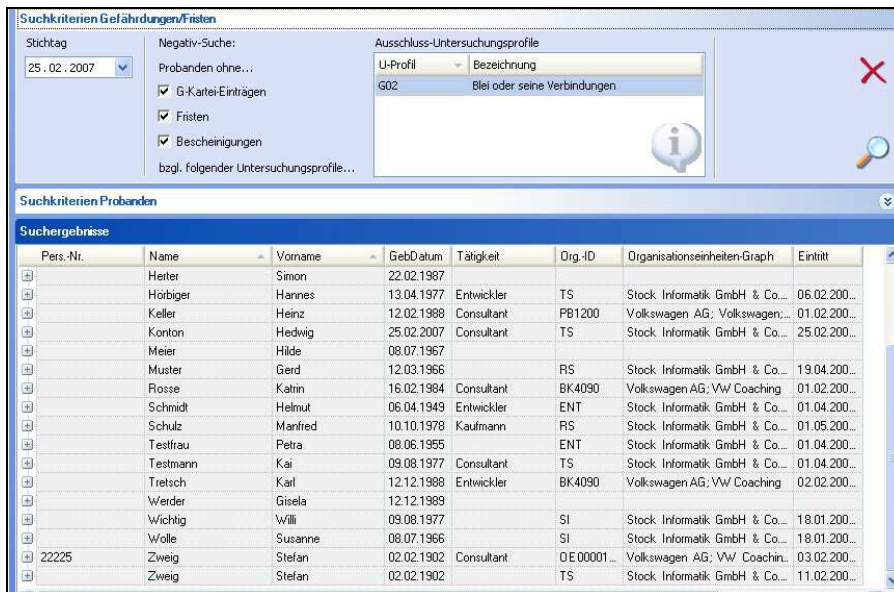 Suchkriterien Gefährdungen/Fristen
Stichtag
25.02.2007
Negativ-Suche:
Probanden ohne...
G-Kartei-Einträgen
Fristen
Bescheinigungen
bzgl. folgender Untersuchungsprofile...
Ausschluss-Untersuchungsprofile
U-Profil Bezeichnung
G02 Blei oder seine Verbindungen
Suchkriterien Probanden
Suchergebnisse
Pers.-Nr. Name Vorname GebDatum Tätigkeit Org.-ID Organisationseinheiten-Graph Eintritt
Herter Simon 22.02.1987
Hörbiger Hannes 13.04.1977 Entwickler TS Stock Informatik GmbH & Co.... 06.02.200...
Keller Heinz 12.02.1988 Consultant PB1200 Volkswagen AG; Volkswagen;... 01.02.200...
Konton Hedwig 25.02.2007 Consultant TS Stock Informatik GmbH & Co.... 25.02.200...
Meier Hilde 08.07.1967
Muster Gerd 12.03.1966 RS Stock Informatik GmbH & Co.... 19.04.200...
Rosse Katrin 16.02.1984 Consultant BK4090 Volkswagen AG; VW Coaching 01.02.200...
Schmidt Helmut 06.04.1949 Entwickler ENT Stock Informatik GmbH & Co.... 01.04.200...
Schulz Manfred 10.10.1978 Kaufmann RS Stock Informatik GmbH & Co.... 01.05.200...
Testfrau Petra 08.06.1955 ENT Stock Informatik GmbH & Co.... 01.04.200...
Testmann Kai 09.08.1977 Consultant TS Stock Informatik GmbH & Co.... 01.04.200...
Tretsch Karl 12.12.1988 Entwickler BK4090 Volkswagen AG; VW Coaching 02.02.200...
Werder Gisela 12.12.1989
Wichtig Willi 09.08.1977 SI Stock Informatik GmbH & Co.... 18.01.200...
Wolle Susanne 08.07.1966 SI Stock Informatik GmbH & Co.... 18.01.200...
22225 Zweig Stefan 02.02.1902 Consultant OE00001... Volkswagen AG; VW Coachin... 03.02.200...
Zweig Stefan 02.02.1902 TS Stock Informatik GmbH & Co.... 11.02.200...